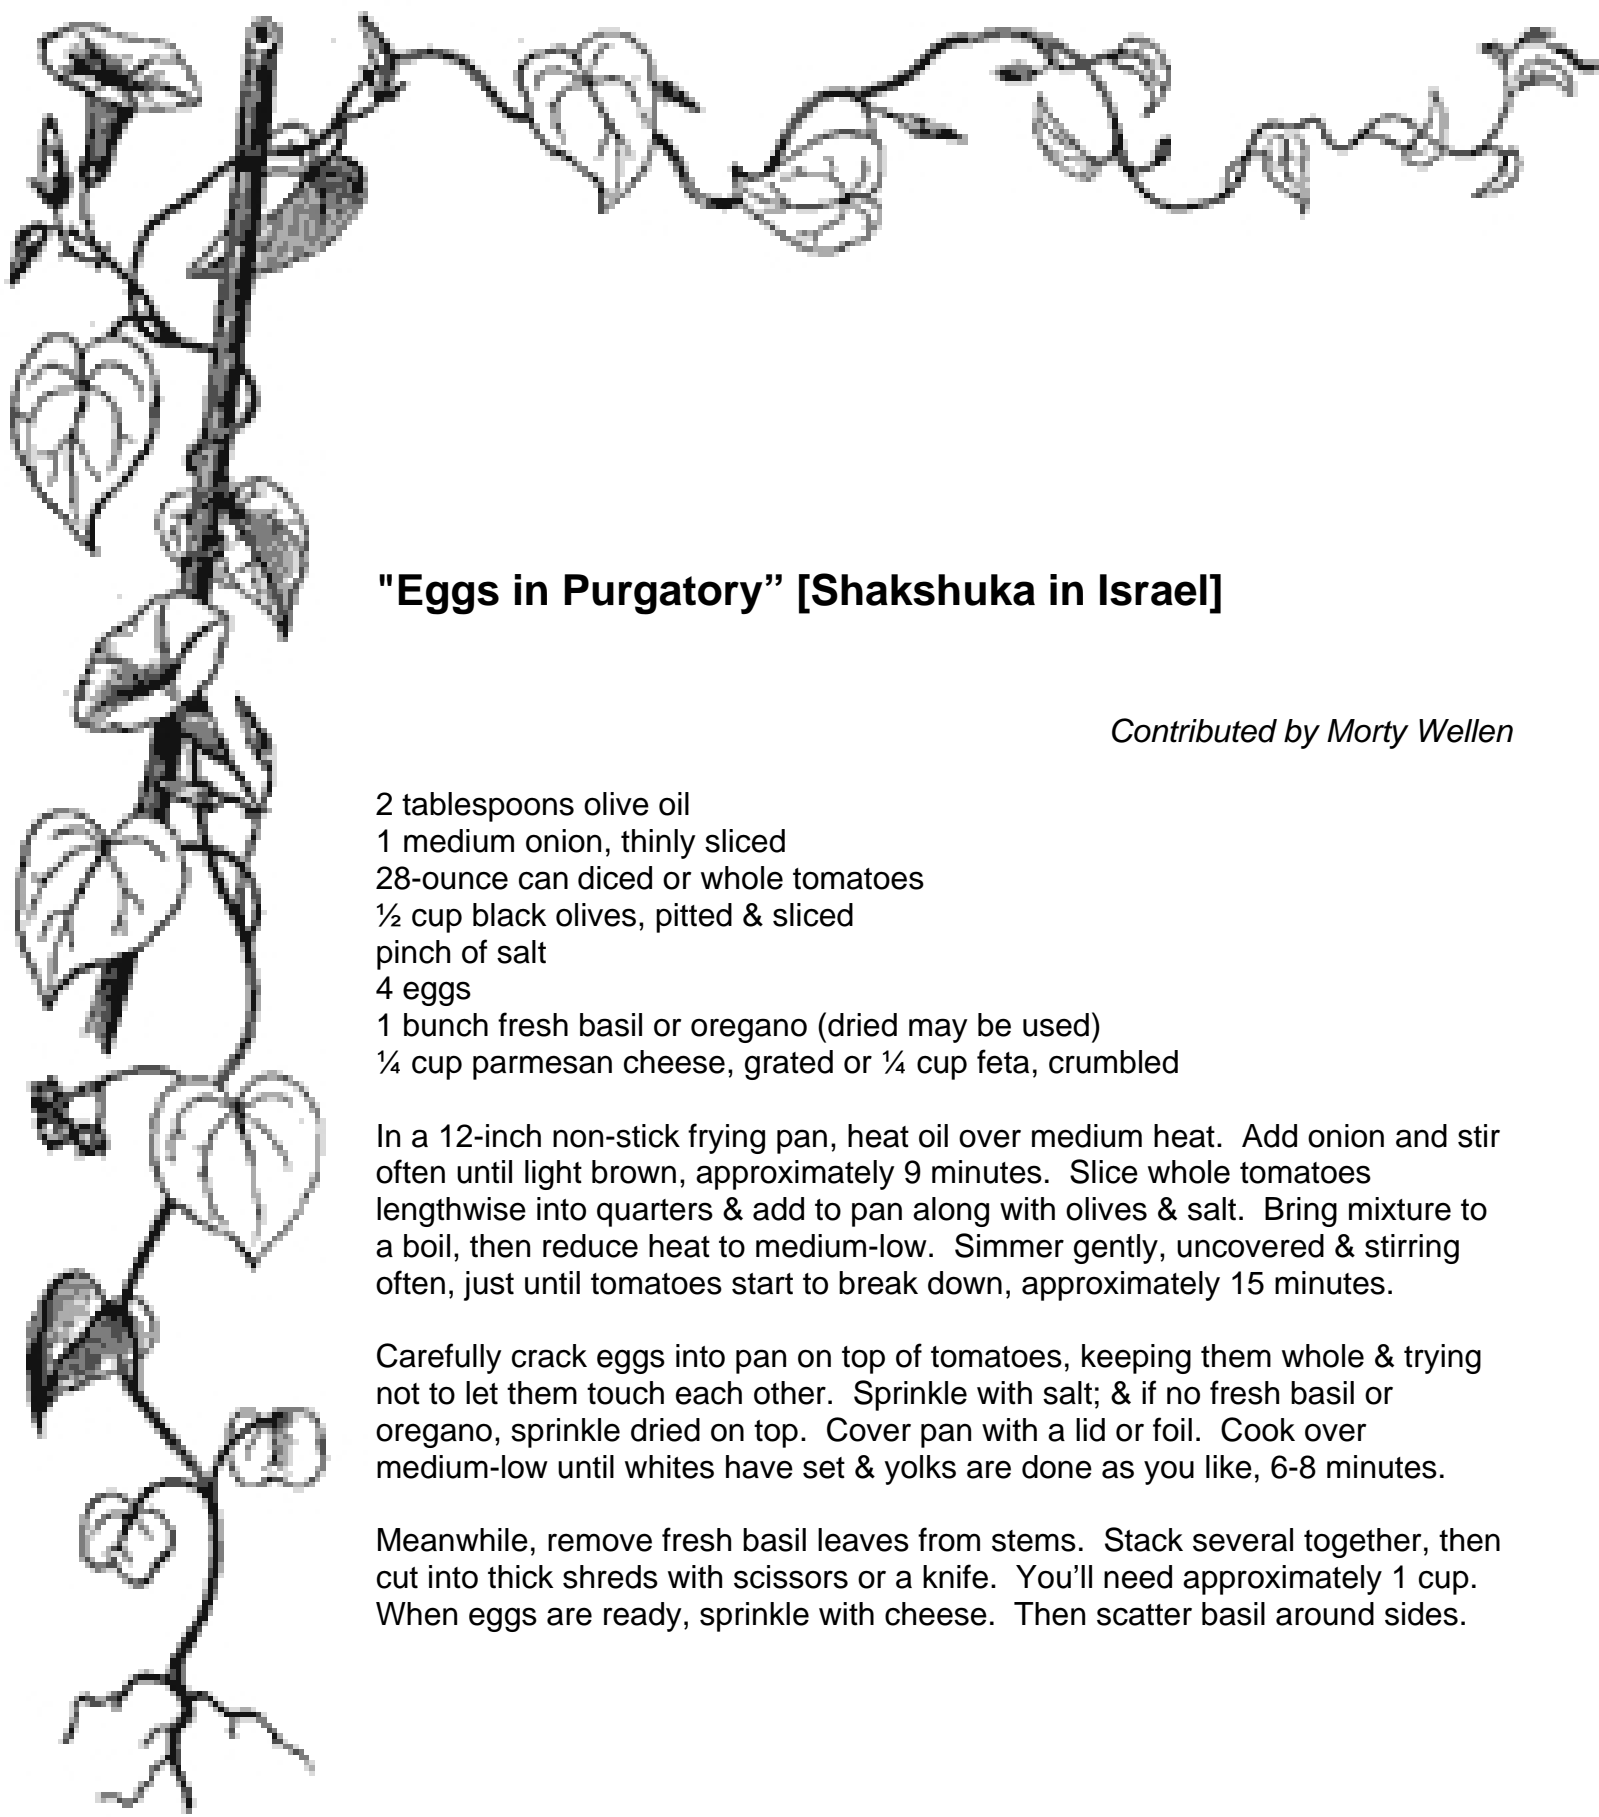 "Eggs in Purgatory” [Shakshuka in Israel]
Contributed by Morty Wellen
2 tablespoons olive oil
1 medium onion, thinly sliced
28-ounce can diced or whole tomatoes
½ cup black olives, pitted & sliced
pinch of salt
4 eggs
1 bunch fresh basil or oregano (dried may be used)
¼ cup parmesan cheese, grated or ¼ cup feta, crumbled
In a 12-inch non-stick frying pan, heat oil over medium heat.  Add onion and stir
often until light brown, approximately 9 minutes.  Slice whole tomatoes
lengthwise into quarters & add to pan along with olives & salt.  Bring mixture to
a boil, then reduce heat to medium-low.  Simmer gently, uncovered & stirring
often, just until tomatoes start to break down, approximately 15 minutes.
Carefully crack eggs into pan on top of tomatoes, keeping them whole & trying
not to let them touch each other.  Sprinkle with salt; & if no fresh basil or
oregano, sprinkle dried on top.  Cover pan with a lid or foil.  Cook over
medium-low until whites have set & yolks are done as you like, 6-8 minutes.
Meanwhile, remove fresh basil leaves from stems.  Stack several together, then
cut into thick shreds with scissors or a knife.  You’ll need approximately 1 cup.
When eggs are ready, sprinkle with cheese.  Then scatter basil around sides.